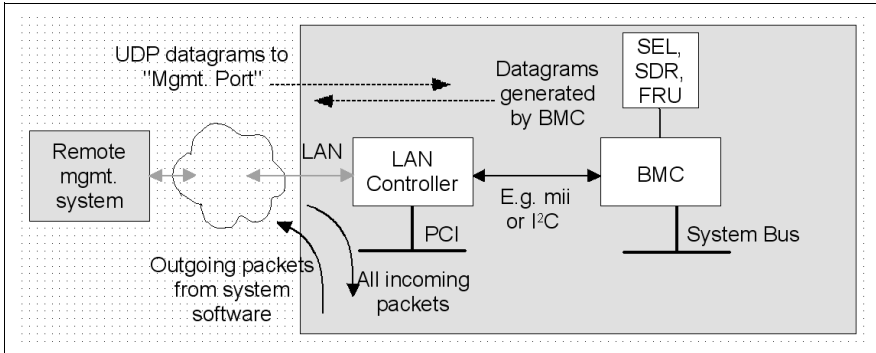 UDP datagrams to
"Mgmt. Port"
Datagrams
generated
by BMC
SEL,
SDR,
FRU
Remote
mgmt.
system
LAN
LAN
Controller
E.g. mii
or I²C
BMC
PCI
System Bus
Outgoing packets
from system
software
All incoming
packets